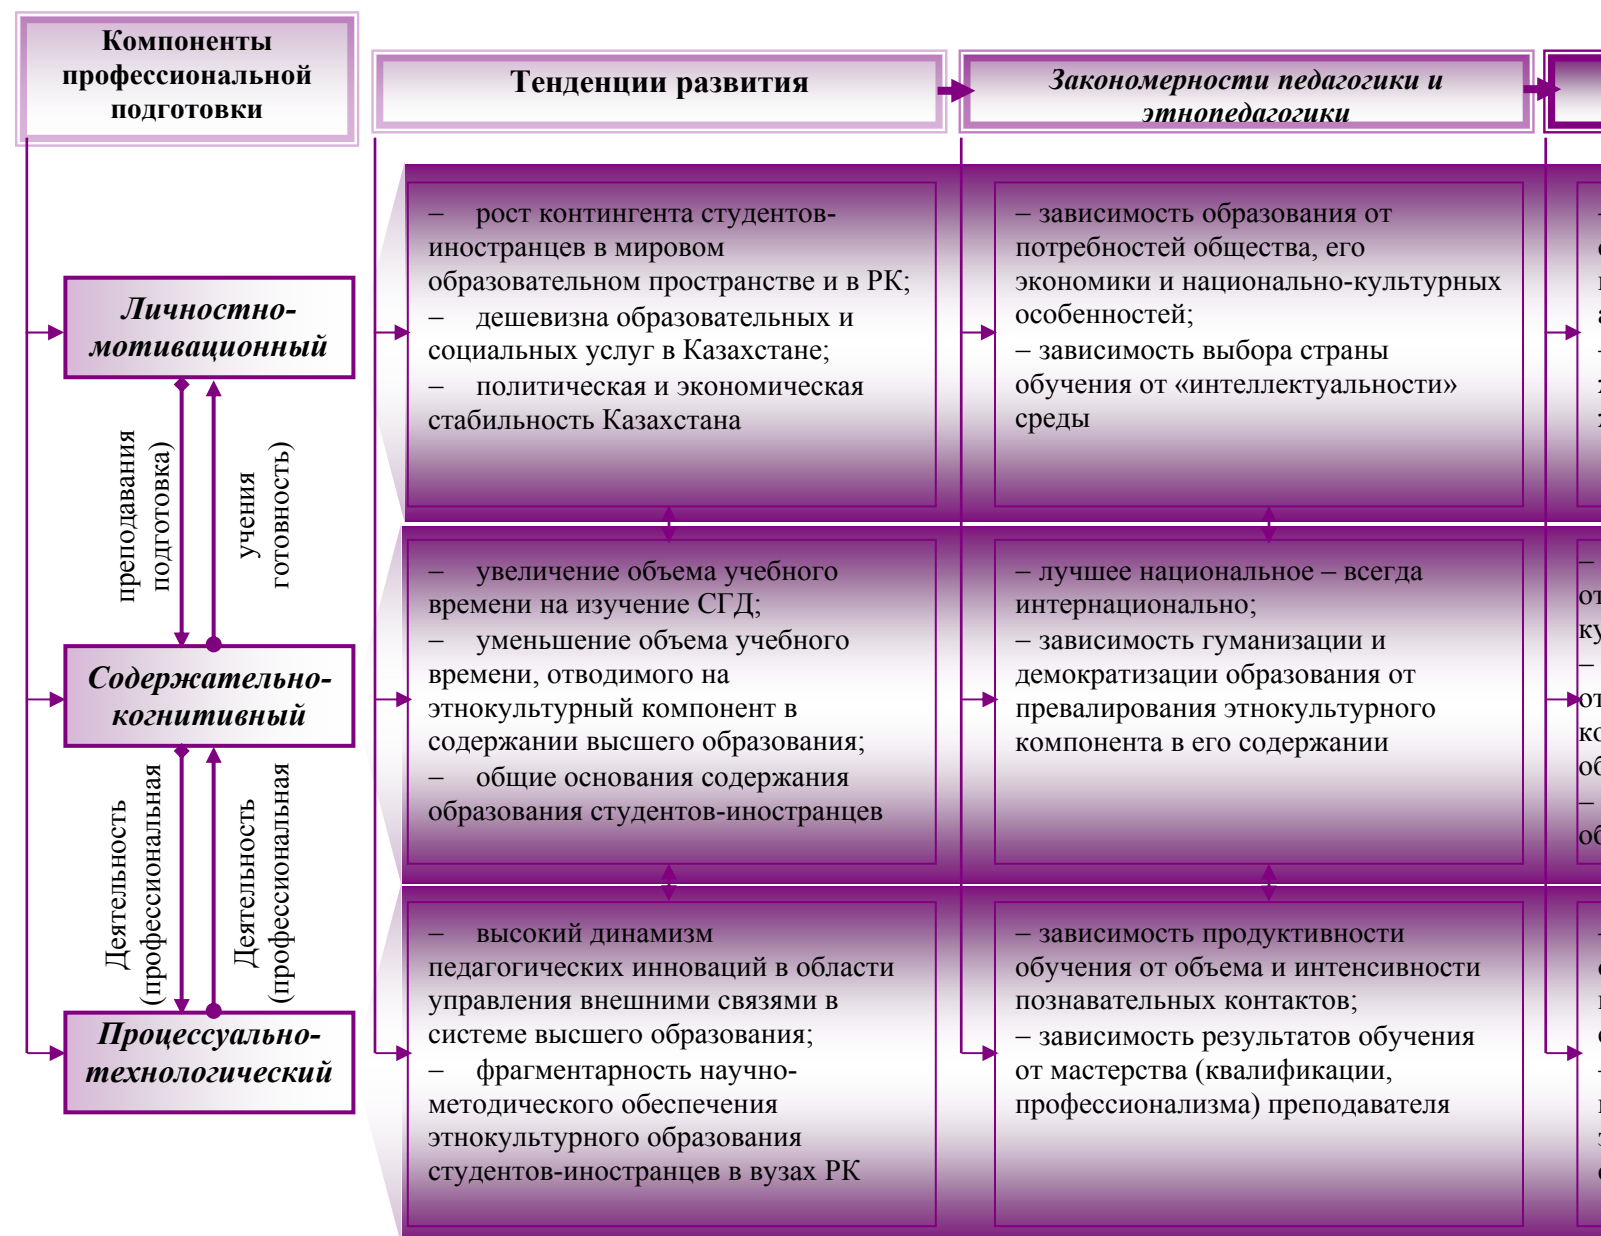 Компоненты
профессиональной
подготовки
Тенденции развития
Закономерности педагогики и
этнопедагогики
Личностно-
мотивационный
преподавания
подготовка)
учения
готовность)
Содержательно-
когнитивный
Деятельность
(профессиональная
Деятельность
(профессиональная
Процессуально-
технологический
– рост контингента студентов-
иностранцев в мировом
образовательном пространстве и в РК;
– дешевизна образовательных и
социальных услуг в Казахстане;
– политическая и экономическая
стабильность Казахстана
– зависимость образования от
потребностей общества, его
экономики и национально-культурных
особенностей;
– зависимость выбора страны
обучения от «интеллектуальности»
среды
– увеличение объема учебного
времени на изучение СГД;
– уменьшение объема учебного
времени, отводимого на
этнокультурный компонент в
содержании высшего образования;
– общие основания содержания
образования студентов-иностранцев
– лучшее национальное – всегда
интернационально;
– зависимость гуманизации и
демократизации образования от
превалирования этнокультурного
компонента в его содержании
– высокий динамизм
педагогических инноваций в области
управления внешними связями в
системе высшего образования;
– фрагментарность научно-
методического обеспечения
этнокультурного образования
студентов-иностранцев в вузах РК
– зависимость продуктивности
обучения от объема и интенсивности
познавательных контактов;
– зависимость результатов обучения
от мастерства (квалификации,
профессионализма) преподавателя